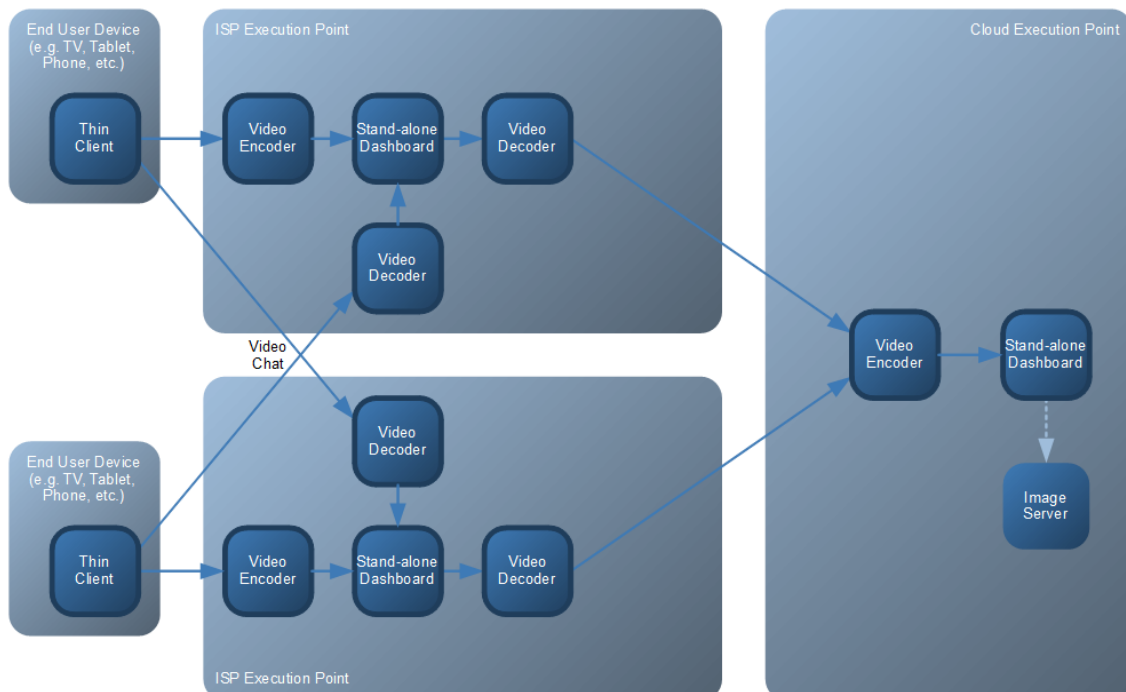 End User Device
(e.g. TV, Tablet,
Phone, etc.)
Thin
Client
ISP Execution Point
Video
Encoder
Stand-alone
Dashboard
Video
Decoder
Video
Decoder
Cloud Execution Point
Video
Encoder
Stand-alone
Dashboard
Image
Server
Video
Chat
End User Device
(e.g. TV, Tablet,
Phone, etc.)
Thin
Client
Video
Decoder
Video
Encoder
Stand-alone
Dashboard
Video
Decoder
ISP Execution Point